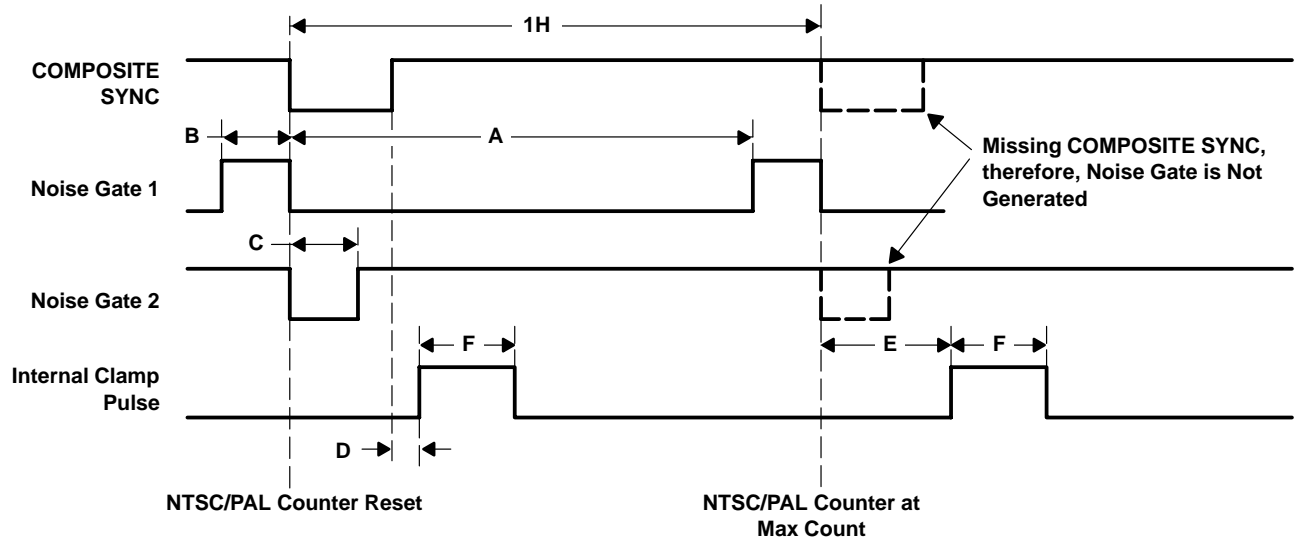 1H
COMPOSITE
SYNC
B
A
Missing COMPOSITE SYNC,
therefore, Noise Gate is Not
Generated
Noise Gate 1
C
Noise Gate 2
F
E
F
Internal Clamp
Pulse
D
NTSC/PAL Counter Reset
NTSC/PAL Counter at
Max Count